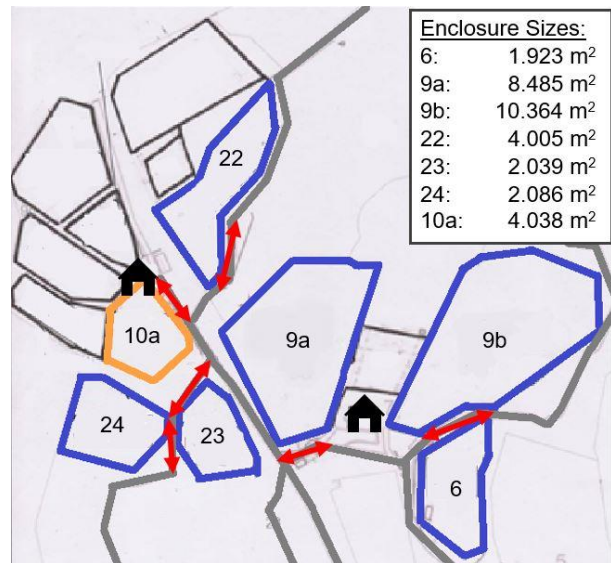 Enclosure Sizes:
6: 1.923 m²
9a: 8.485 m²
9b: 10.364 m²
22: 4.005 m²
23: 2.039 m²
24: 2.086 m²
10a: 4.038 m²
22
10a
9a
9b
24
23
6
5